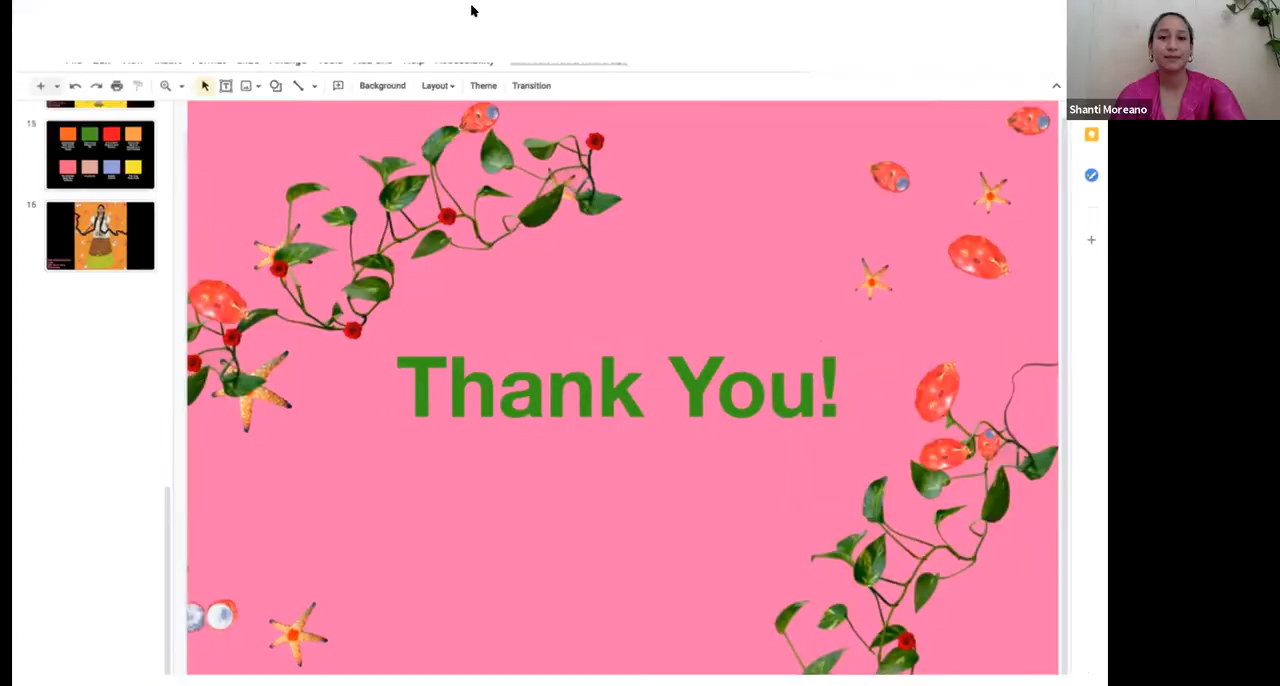 Background
Layout
Theme
Transition
Shanti Moreano
15
16
Thank You!